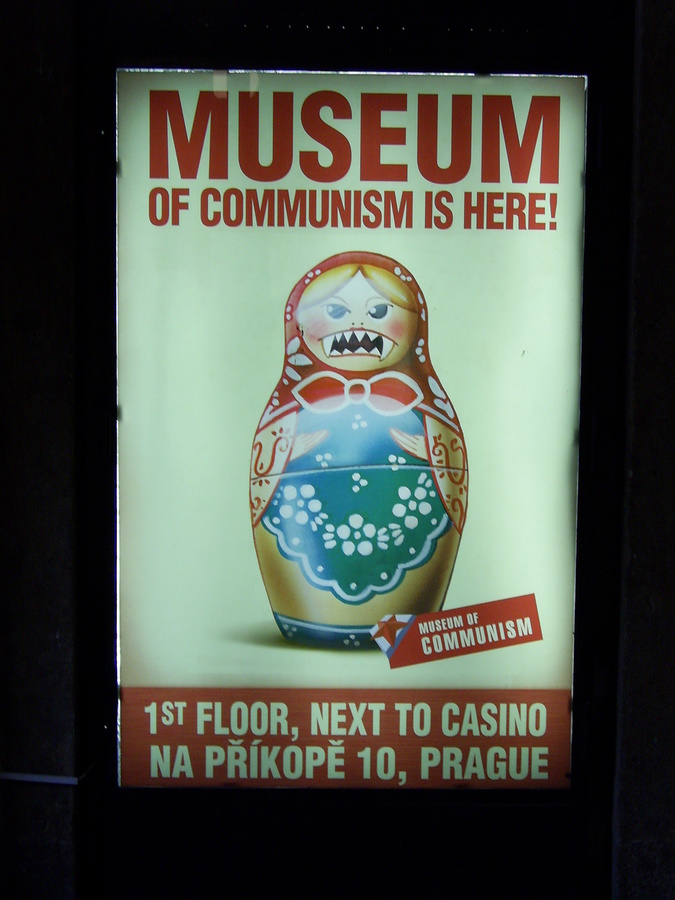 MUSEUM
OF COMMUNISM IS HERE!
MUSEUM OF
COMMUNISM
1ST FLOOR, NEXT TO CASINO
NA PŘÍKOPĚ 10, PRAGUE